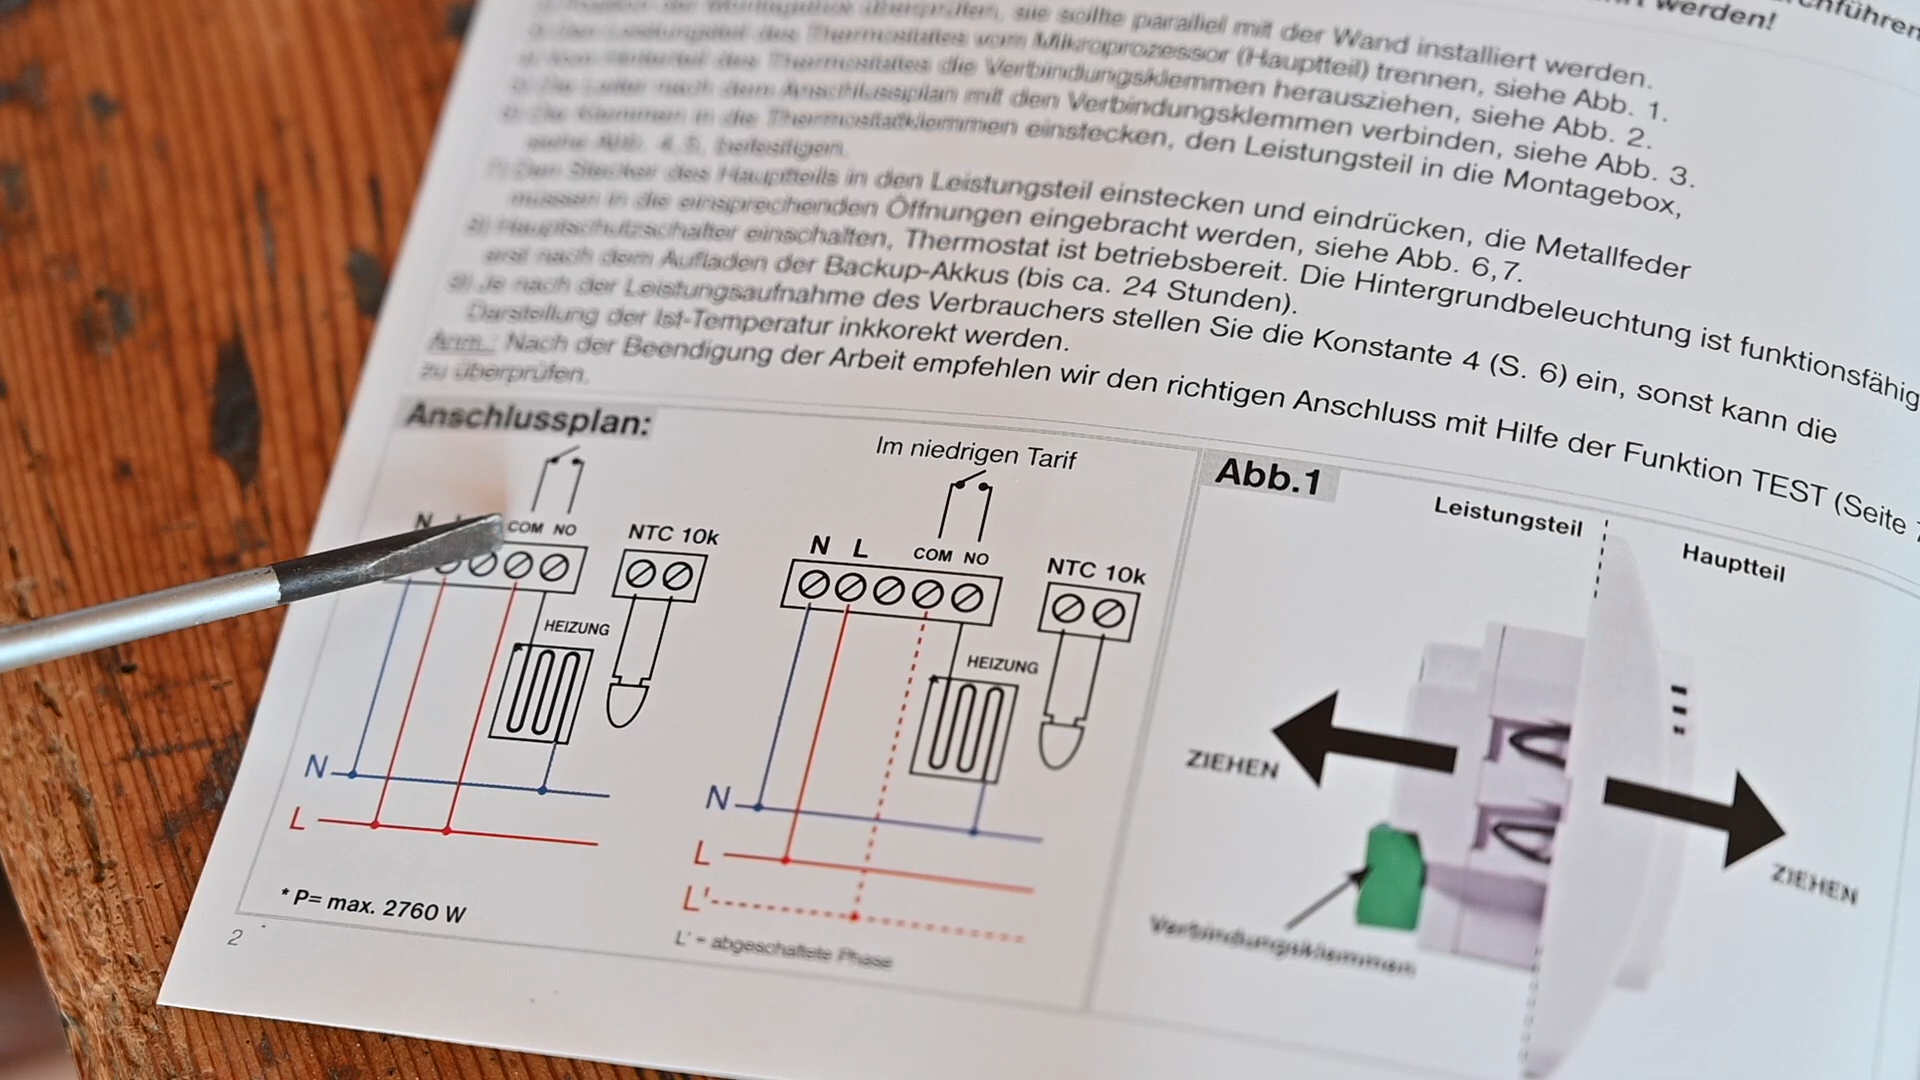 werden!
chführen
überprüfen, sie sollte parallel mit der Wand installiert werden.
des Thermostates vom Mikroprozessor (Hauptteil) trennen, siehe Abb. 1.
des Thermostates die Verbindungsklemmen herausziehen, siehe Abb. 2.
nach dem Anschlussplan mit den Verbindungsklemmen verbinden, siehe Abb. 3.
6) Die Klemmen in die Thermostatklemmen einstecken, den Leistungsteil in die Montagebox,
siehe Abb. 4,5, befestigen.
7) Den Stecker des Hauptteils in den Leistungsteil einstecken und eindrücken, die Metallfeder
müssen in die einsprechenden Öffnungen eingebracht werden, siehe Abb. 6,7.
8) Hauptschutzschalter einschalten, Thermostat ist betriebsbereit. Die Hintergrundbeleuchtung ist funktionsfähig
erst nach dem Aufladen der Backup-Akkus (bis ca. 24 Stunden).
9) Je nach der Leistungsaufnahme des Verbrauchers stellen Sie die Konstante 4 (S. 6) ein, sonst kann die
Darstellung der Ist-Temperatur inkkorekt werden.
Anm.: Nach der Beendigung der Arbeit empfehlen wir den richtigen Anschluss mit Hilfe der Funktion TEST (Seite
zu überprüfen.
Anschlussplan:
N
COM NO
NTC 10k
HEIZUNG
N
L
* P= max. 2760 W
Im niedrigen Tarif
N L
COM NO
NTC 10k
HEIZUNG
N
L
L'
L' = abgeschaltete Phase
Abb.1
Leistungsteil
Hauptteil
ZIEHEN
ZIEHEN
Verbindungsklemmen
2